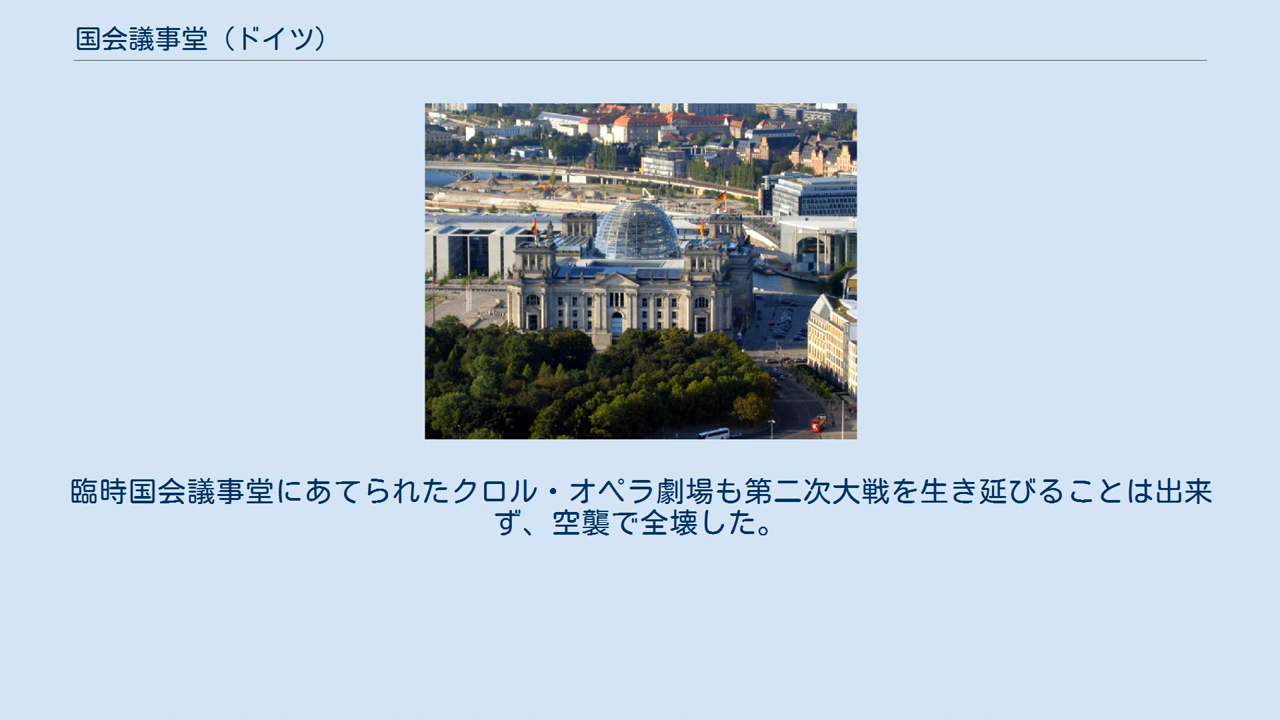 国会議事堂（ドイツ）
臨時国会議事堂にあてられたクロル・オペラ劇場も第二次大戦を生き延びることは出来
ず、空襲で全壊した。